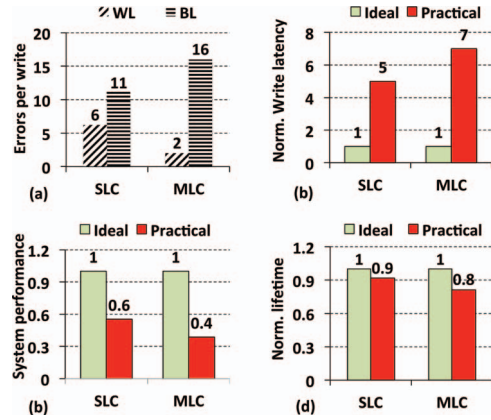 WL BL
Errors per write
20
15
10
5
0
6
11
2
16
SLC MLC
(a)
Ideal Practical
Norm. Write latency
8
6
4
2
0
1
5
1
7
SLC MLC
(b)
Ideal Practical
System performance
1.2
0.9
0.6
0.3
0
1
0.6
1
0.4
SLC MLC
(b)
Ideal Practical
Norm. lifetime
1.2
0.9
0.6
0.3
0
1
0.9
1
0.8
SLC MLC
(d)